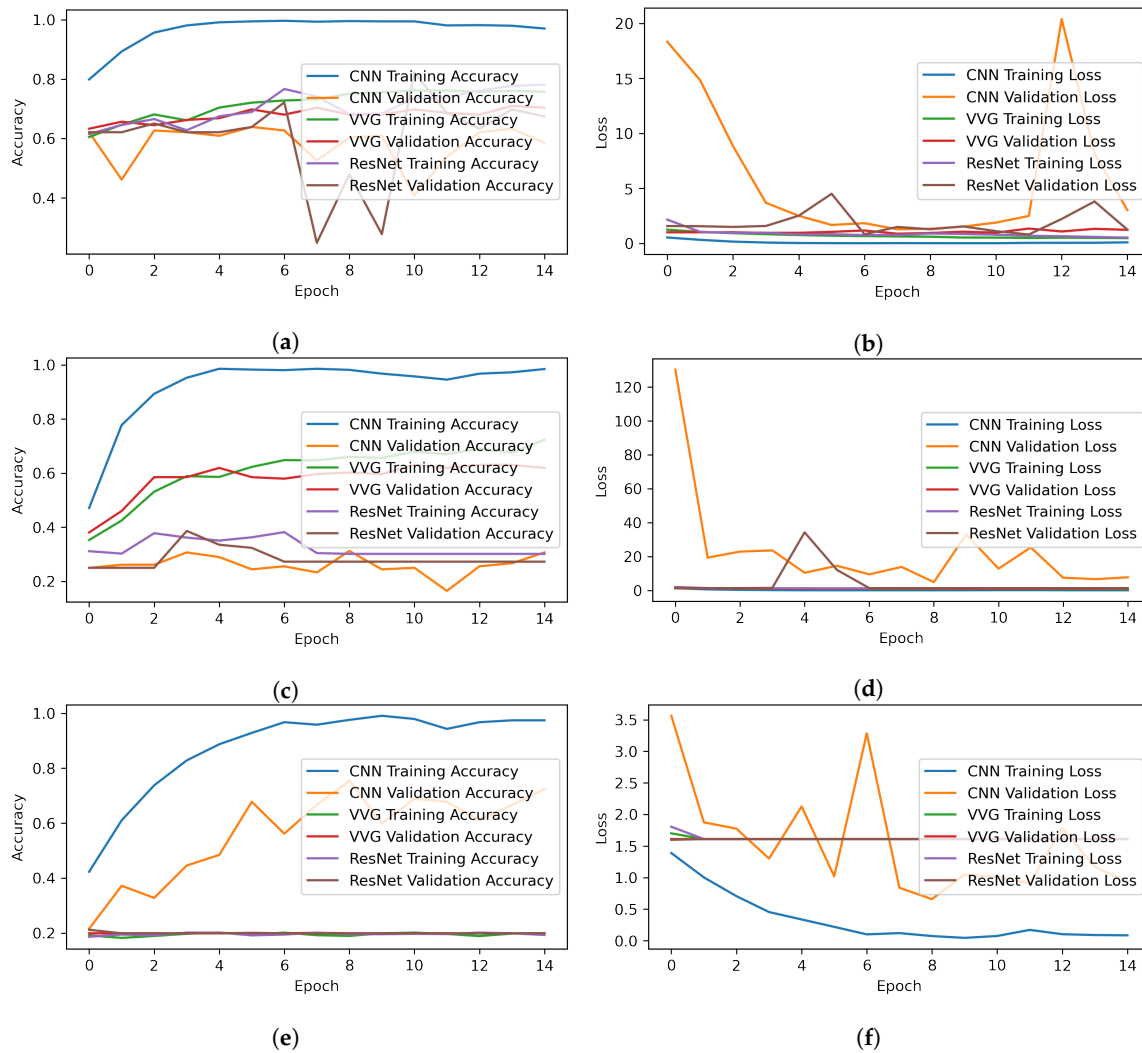 1.0
0.8
0.6
0.4
Accuracy
CNN Training Accuracy
CNN Validation Accuracy
VVG Training Accuracy
VVG Validation Accuracy
ResNet Training Accuracy
ResNet Validation Accuracy
0 2 4 6 8 10 12 14
Epoch
(a)
20
15
10
5
0
Loss
CNN Training Loss
CNN Validation Loss
VVG Training Loss
VVG Validation Loss
ResNet Training Loss
ResNet Validation Loss
0 2 4 6 8 10 12 14
Epoch
(b)
1.0
0.8
0.6
0.4
0.2
Accuracy
CNN Training Accuracy
CNN Validation Accuracy
VVG Training Accuracy
VVG Validation Accuracy
ResNet Training Accuracy
ResNet Validation Accuracy
0 2 4 6 8 10 12 14
Epoch
(c)
120
100
80
60
40
20
0
Loss
CNN Training Loss
CNN Validation Loss
VVG Training Loss
VVG Validation Loss
ResNet Training Loss
ResNet Validation Loss
0 2 4 6 8 10 12 14
Epoch
(d)
1.0
0.8
0.6
0.4
0.2
Accuracy
CNN Training Accuracy
CNN Validation Accuracy
VVG Training Accuracy
VVG Validation Accuracy
ResNet Training Accuracy
ResNet Validation Accuracy
0 2 4 6 8 10 12 14
Epoch
(e)
3.5
3.0
2.5
2.0
1.5
1.0
0.5
0.0
Loss
CNN Training Loss
CNN Validation Loss
VVG Training Loss
VVG Validation Loss
ResNet Training Loss
ResNet Validation Loss
0 2 4 6 8 10 12 14
Epoch
(f)